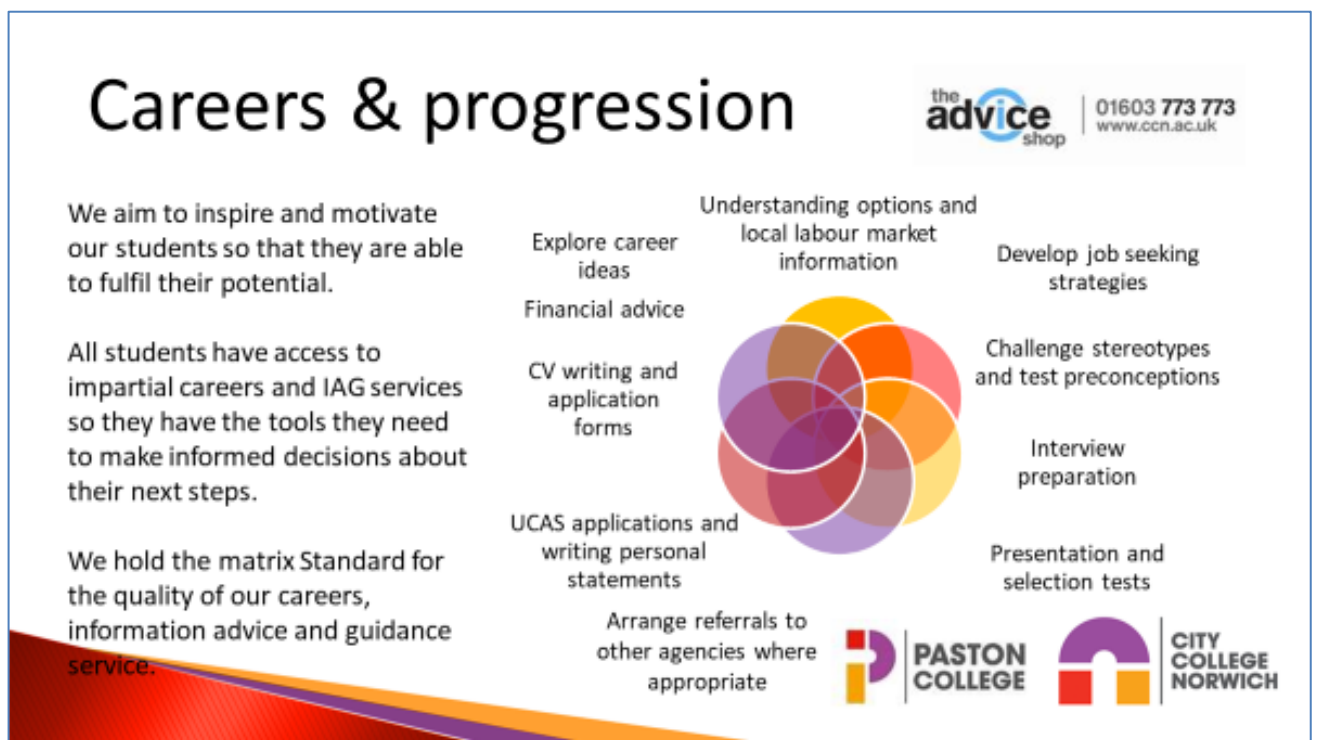 Careers & progression
the
advice
shop
01603 773 773
www.ccn.ac.uk
We aim to inspire and motivate
our students so that they are able
to fulfil their potential.
All students have access to
impartial careers and IAG services
so they have the tools they need
to make informed decisions about
their next steps.
We hold the matrix Standard for
the quality of our careers,
information advice and guidance
service.
Understanding options and
local labour market
information
Explore career
ideas
Develop job seeking
strategies
Financial advice
Challenge stereotypes
and test preconceptions
CV writing and
application
forms
Interview
preparation
UCAS applications and
writing personal
statements
Presentation and
selection tests
Arrange referrals to
other agencies where
appropriate
PASTON
COLLEGE
CITY
COLLEGE
NORWICH